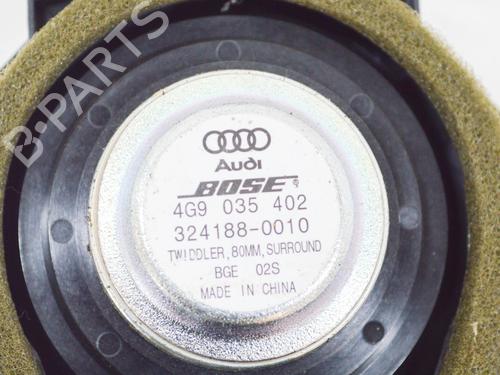 B-PARTS
Audi
BOSE
4G9 035 402
324188-0010
TWIDDLER,80MM,SURROUND
BGE 02S
MADE IN CHINA